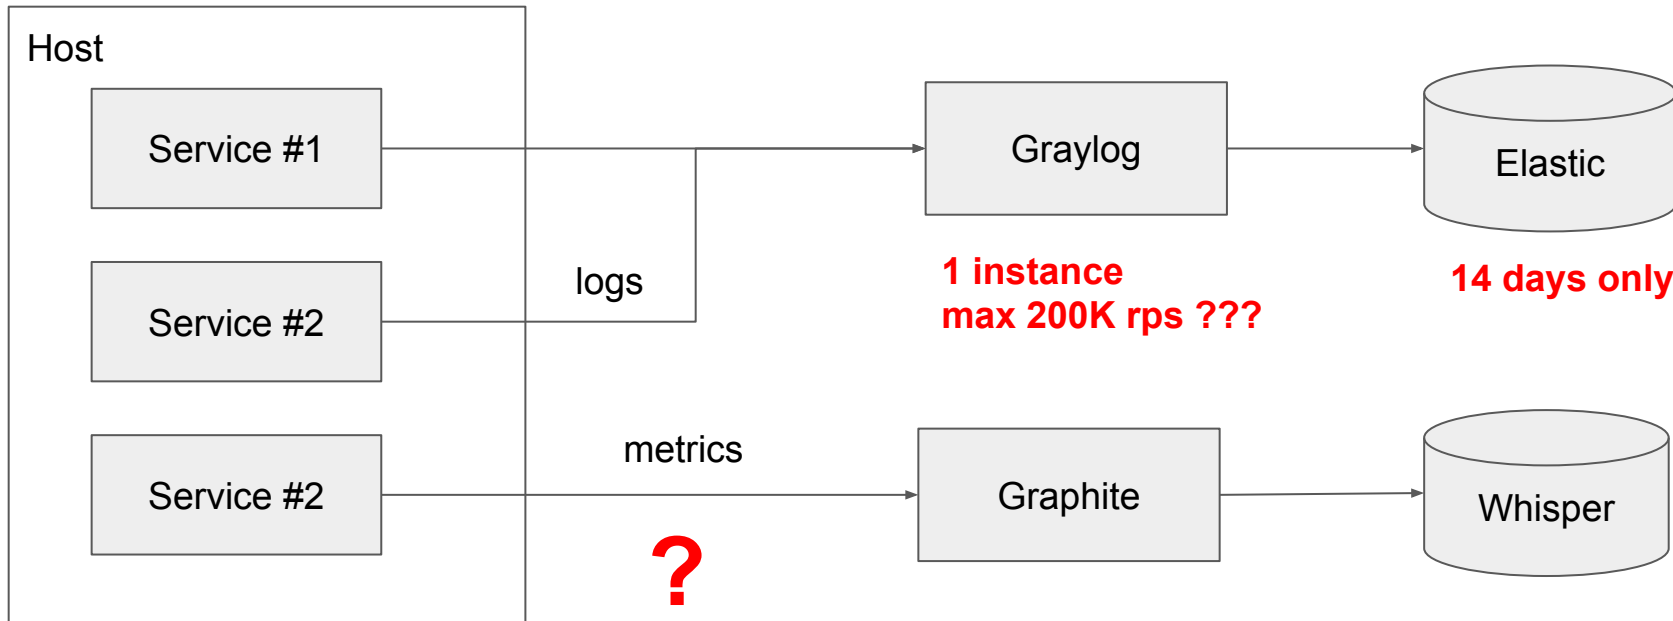 Host
Service #1
Graylog
Elastic
logs
1 instance
max 200K rps ???
14 days only
Service #2
metrics
Service #2
Graphite
Whisper
?